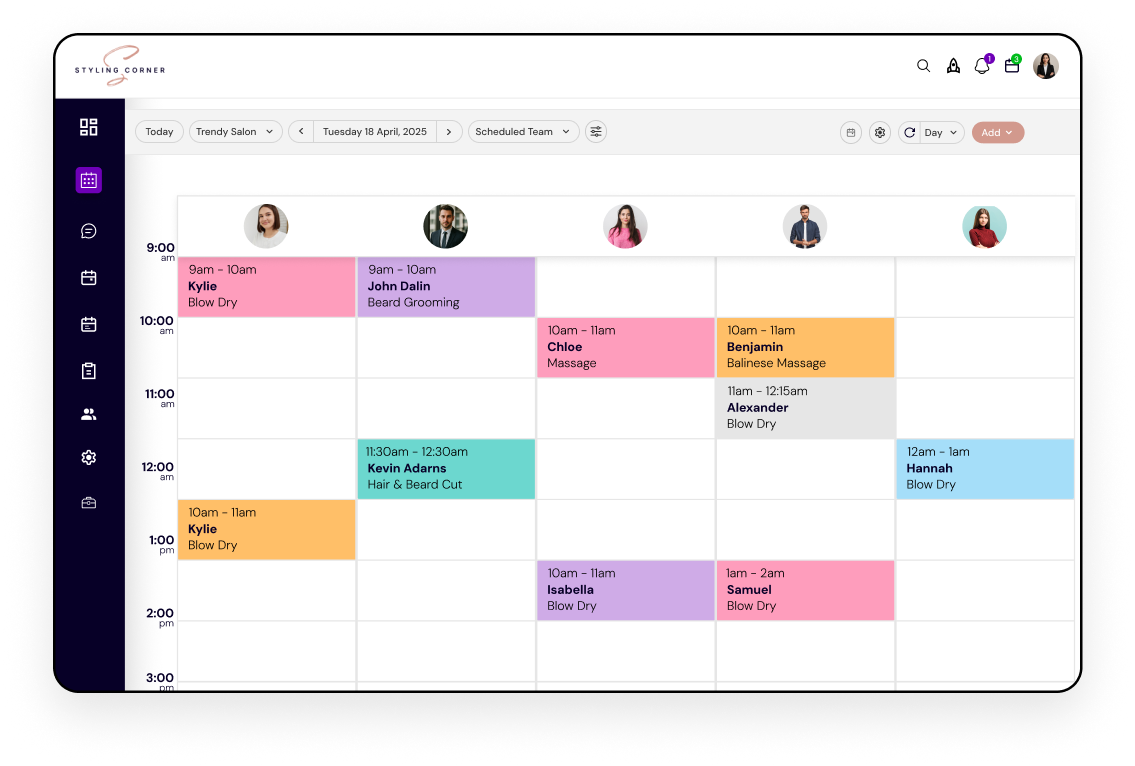 STYLING CORNER
1
3
Today
Trendy Salon
Tuesday 18 April, 2025
Scheduled Team
Day
Add
9:00
am
9am - 10am
Kylie
Blow Dry
9am - 10am
John Dalin
Beard Grooming
10:00
am
10am - 11am
Chloe
Massage
10am - 11am
Benjamin
Balinese Massage
11:00
am
11am - 12:15am
Alexander
Blow Dry
12:00
am
11:30am - 12:30am
Kevin Adarns
Hair & Beard Cut
12am - 1am
Hannah
Blow Dry
10am - 11am
Kylie
Blow Dry
1:00
pm
10am - 11am
Isabella
Blow Dry
1am - 2am
Samuel
Blow Dry
2:00
pm
3:00
pm